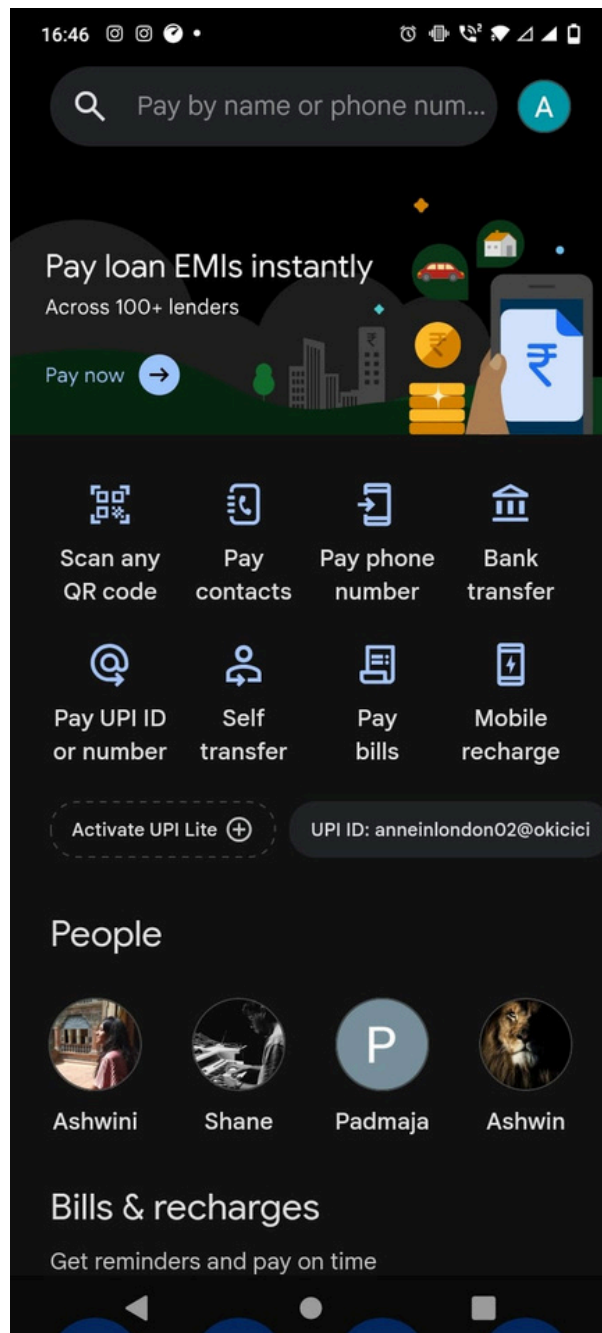 16:46
Pay by name or phone num...
A
Pay loan EMIs instantly
Across 100+ lenders
Pay now
Scan any
QR code
Pay
contacts
Pay phone
number
Bank
transfer
Pay UPI ID
or number
Self
transfer
Pay
bills
Mobile
recharge
Activate UPI Lite
UPI ID: anneinlondon02@okicici
People
P
Ashwini
Shane
Padmaja
Ashwin
Bills & recharges
Get reminders and pay on time